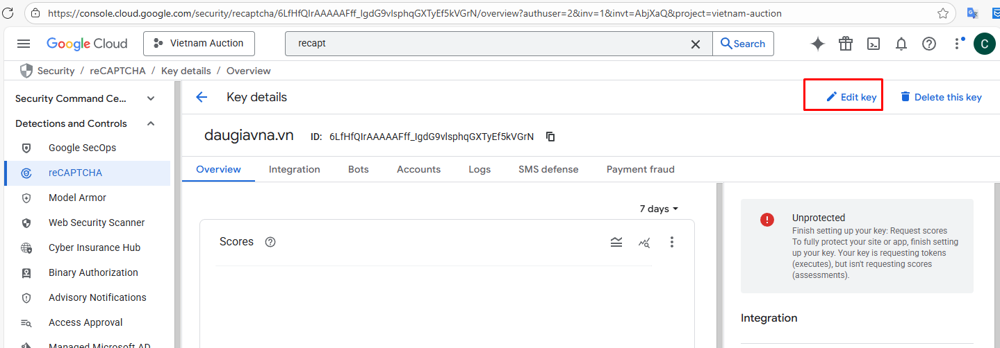 https://console.cloud.google.com/security/recaptcha/6LfHfQIrAAAAAFff_IgdG9vlsphqGXTyEf5kVGrN/overview?authuser=2&inv=1&invt=AbjXaQ&project=vietnam-auction
Google Cloud
Vietnam Auction
recapt
Search
C
Security / reCAPTCHA / Key details / Overview
Security Command Ce...
Detections and Controls
Google SecOps
reCAPTCHA
Model Armor
Web Security Scanner
Cyber Insurance Hub
Binary Authorization
Advisory Notifications
Access Approval
Managed Microsoft AD
Key details
Edit key
Delete this key
daugiavna.vn
ID: 6LfHfQIrAAAAAFff_IgdG9vlsphqGXTyEf5kVGrN
Overview Integration Bots Accounts Logs SMS defense Payment fraud
7 days
Scores
Unprotected
Finish setting up your key: Request scores
To fully protect your site or app, finish setting
up your key. Your key is requesting tokens
(executes), but isn't requesting scores
(assessments).
Integration